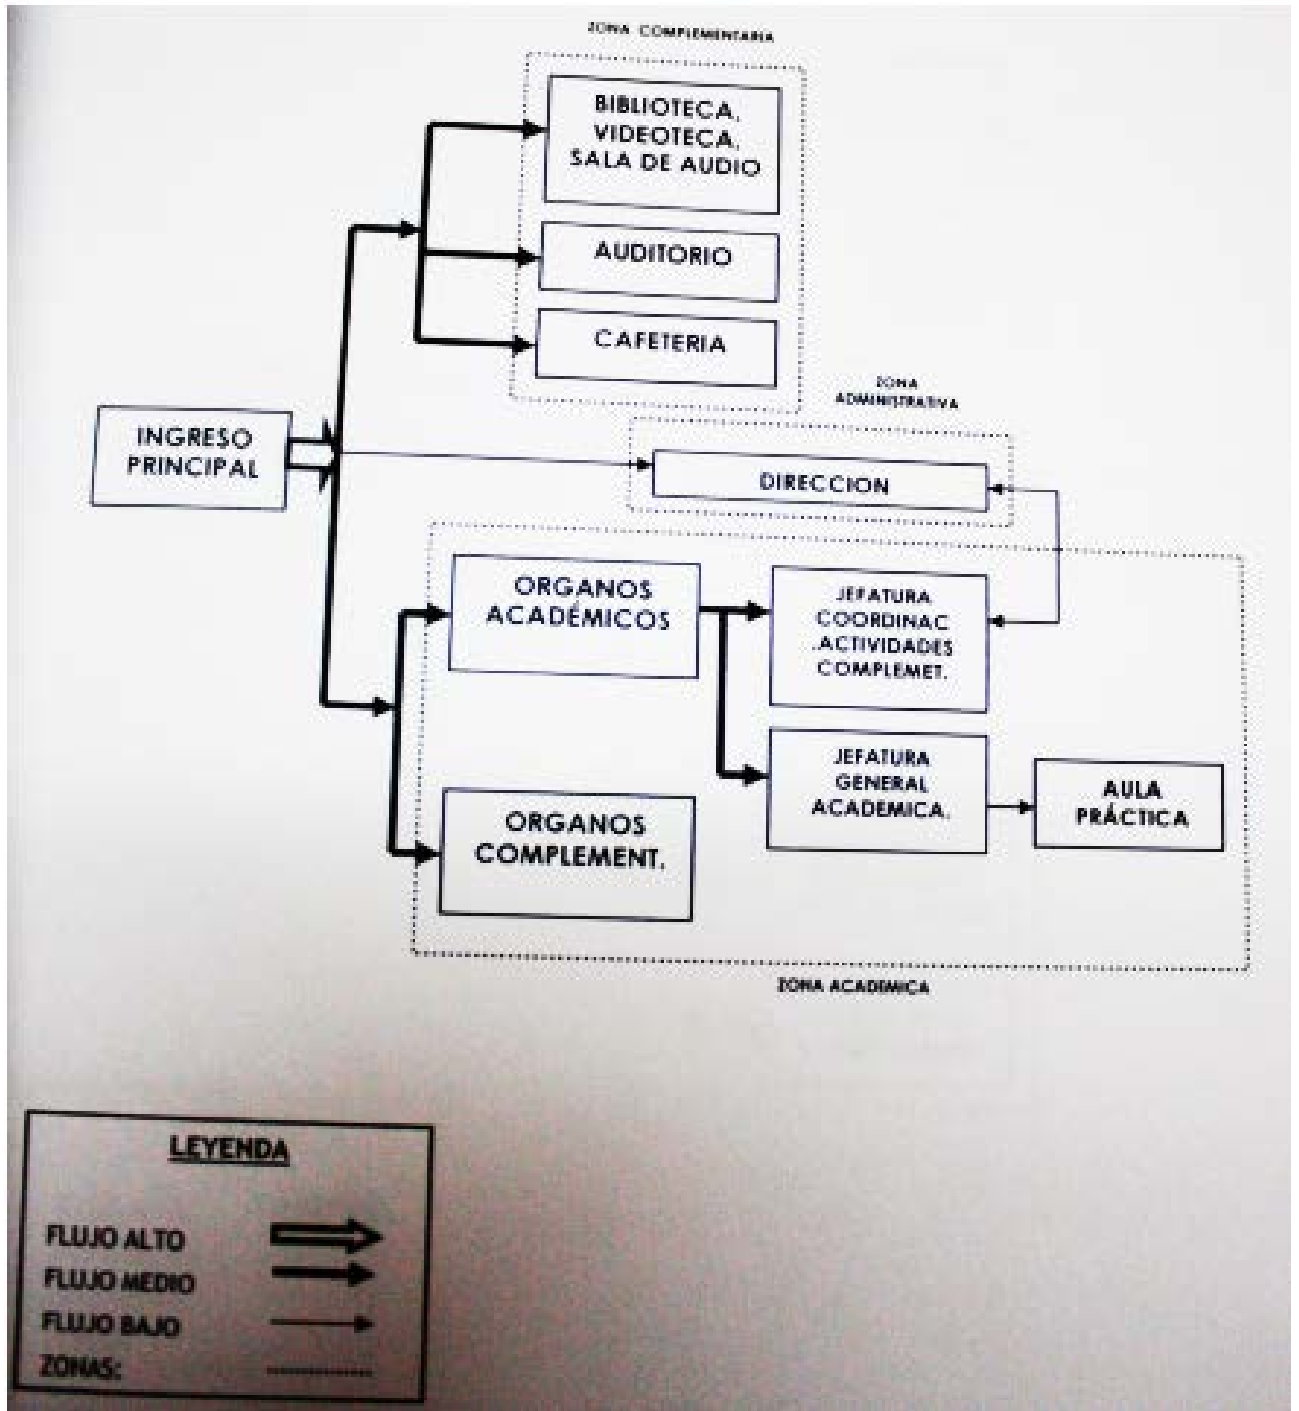 ZONA COMPLEMENTARIA
BIBLIOTECA,
VIDEOTECA,
SALA DE AUDIO
AUDITORIO
CAFETERIA
ZONA
ADMINISTRATIVA
INGRESO
PRINCIPAL
DIRECCION
ORGANOS
ACADÉMICOS
JEFATURA
COORDINAC
.ACTIVIDADES
COMPLEMET.
JEFATURA
GENERAL
ACADEMICA.
AULA
PRÁCTICA
ORGANOS
COMPLEMENT.
ZONA ACADEMICA
LEYENDA
FLUJO ALTO
FLUJO MEDIO
FLUJO BAJO
ZONAS: